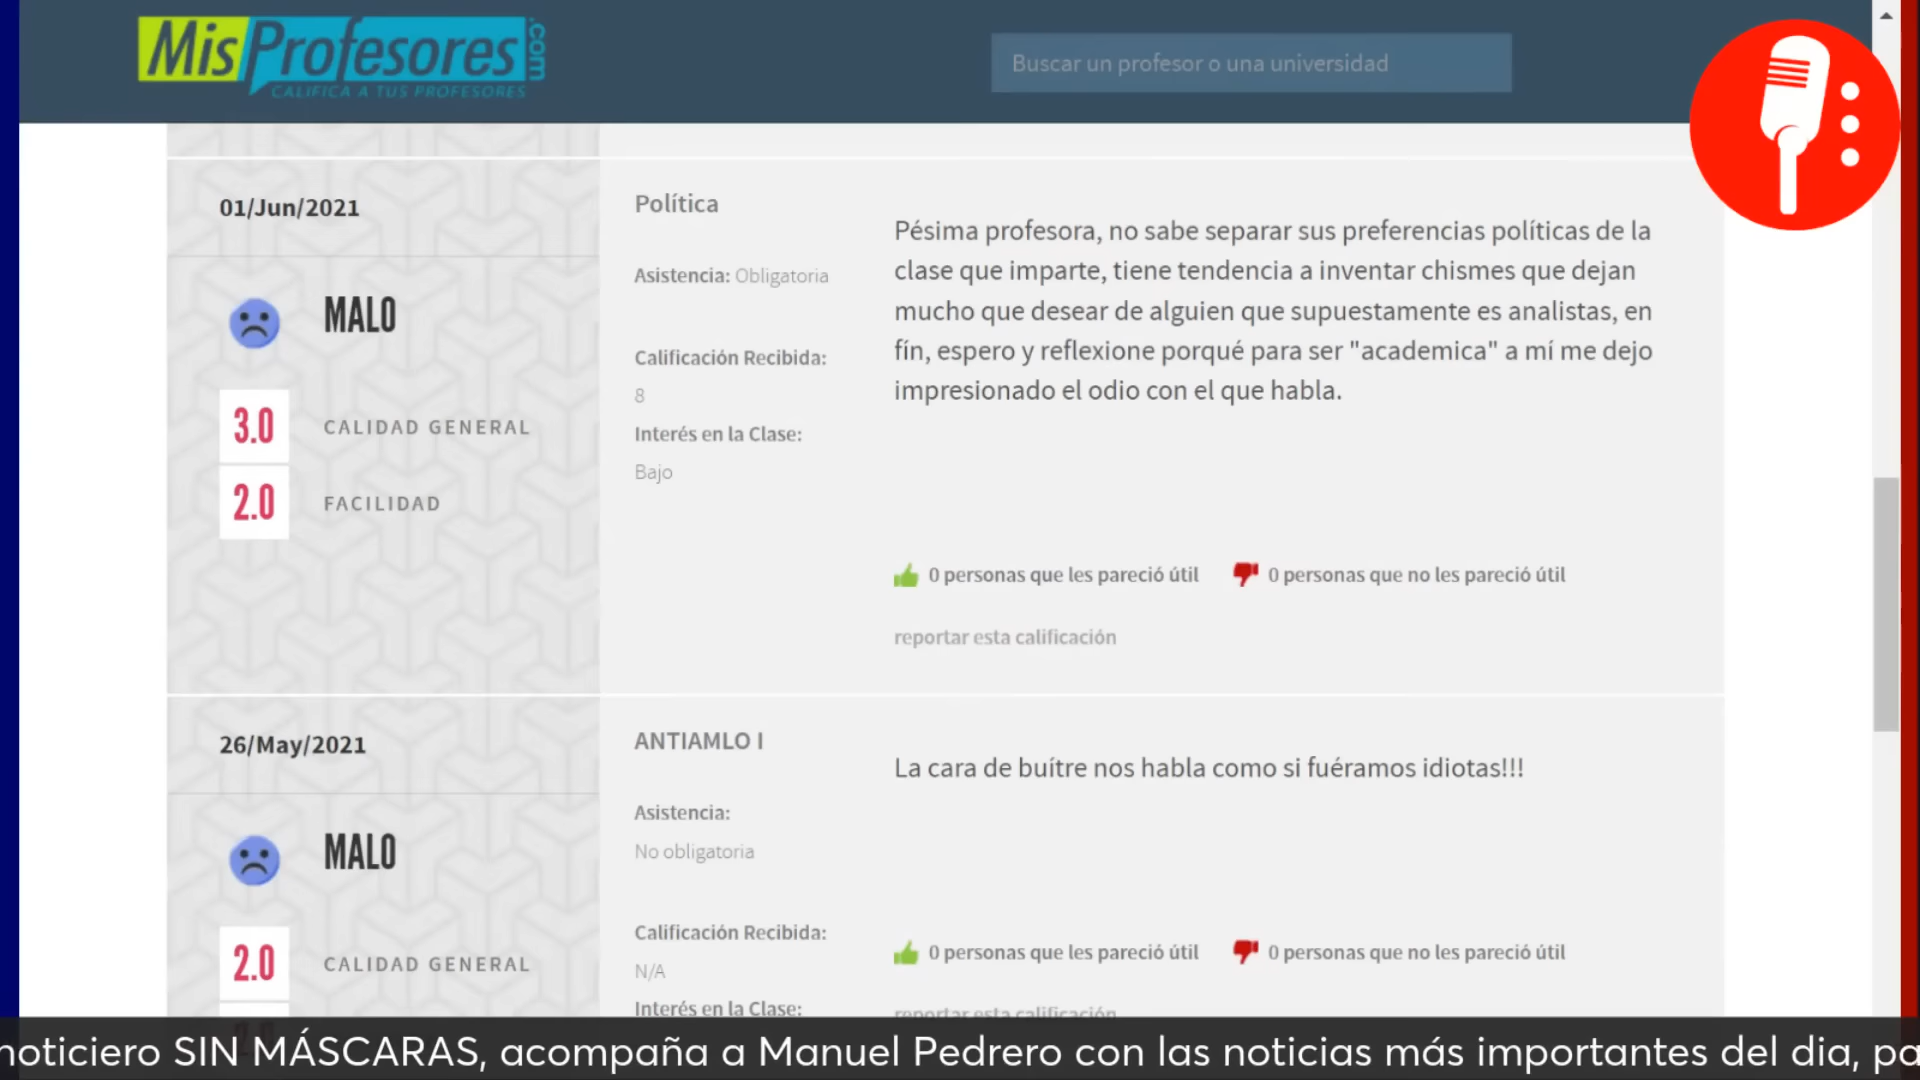 MisProfesores.com
CALIFICA A TUS PROFESORES
Buscar un profesor o una universidad
01/Jun/2021
MALO
3.0 CALIDAD GENERAL
2.0 FACILIDAD
Política
Asistencia: Obligatoria
Calificación Recibida:
8
Interés en la Clase:
Bajo
Pésima profesora, no sabe separar sus preferencias políticas de la
clase que imparte, tiene tendencia a inventar chismes que dejan
mucho que desear de alguien que supuestamente es analistas, en
fín, espero y reflexione porqué para ser "academica" a mí me dejo
impresionado el odio con el que habla.
0 personas que les pareció útil 0 personas que no les pareció útil
reportar esta calificación
26/May/2021
MALO
2.0 CALIDAD GENERAL
2.0
ANTIAMLO I
Asistencia:
No obligatoria
Calificación Recibida:
N/A
Interés en la Clase:
La cara de buítre nos habla como si fuéramos idiotas!!!
0 personas que les pareció útil 0 personas que no les pareció útil
reportar esta calificación
noticiero SIN MÁSCARAS, acompaña a Manuel Pedrero con las noticias más importantes del dia, pa